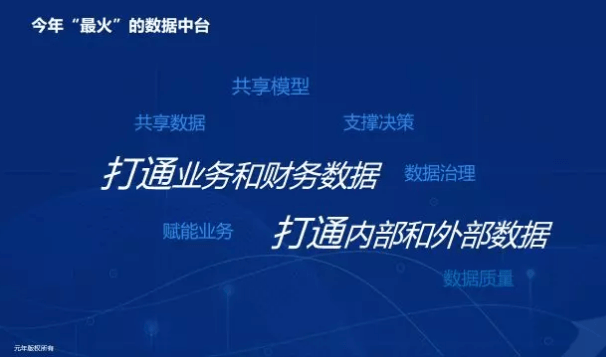 今年“最火”的数据中台
共享模型
共享数据
支撑决策
打通业务和财务数据
数据治理
赋能业务
打通内部和外部数据
数据质量
元年版权所有